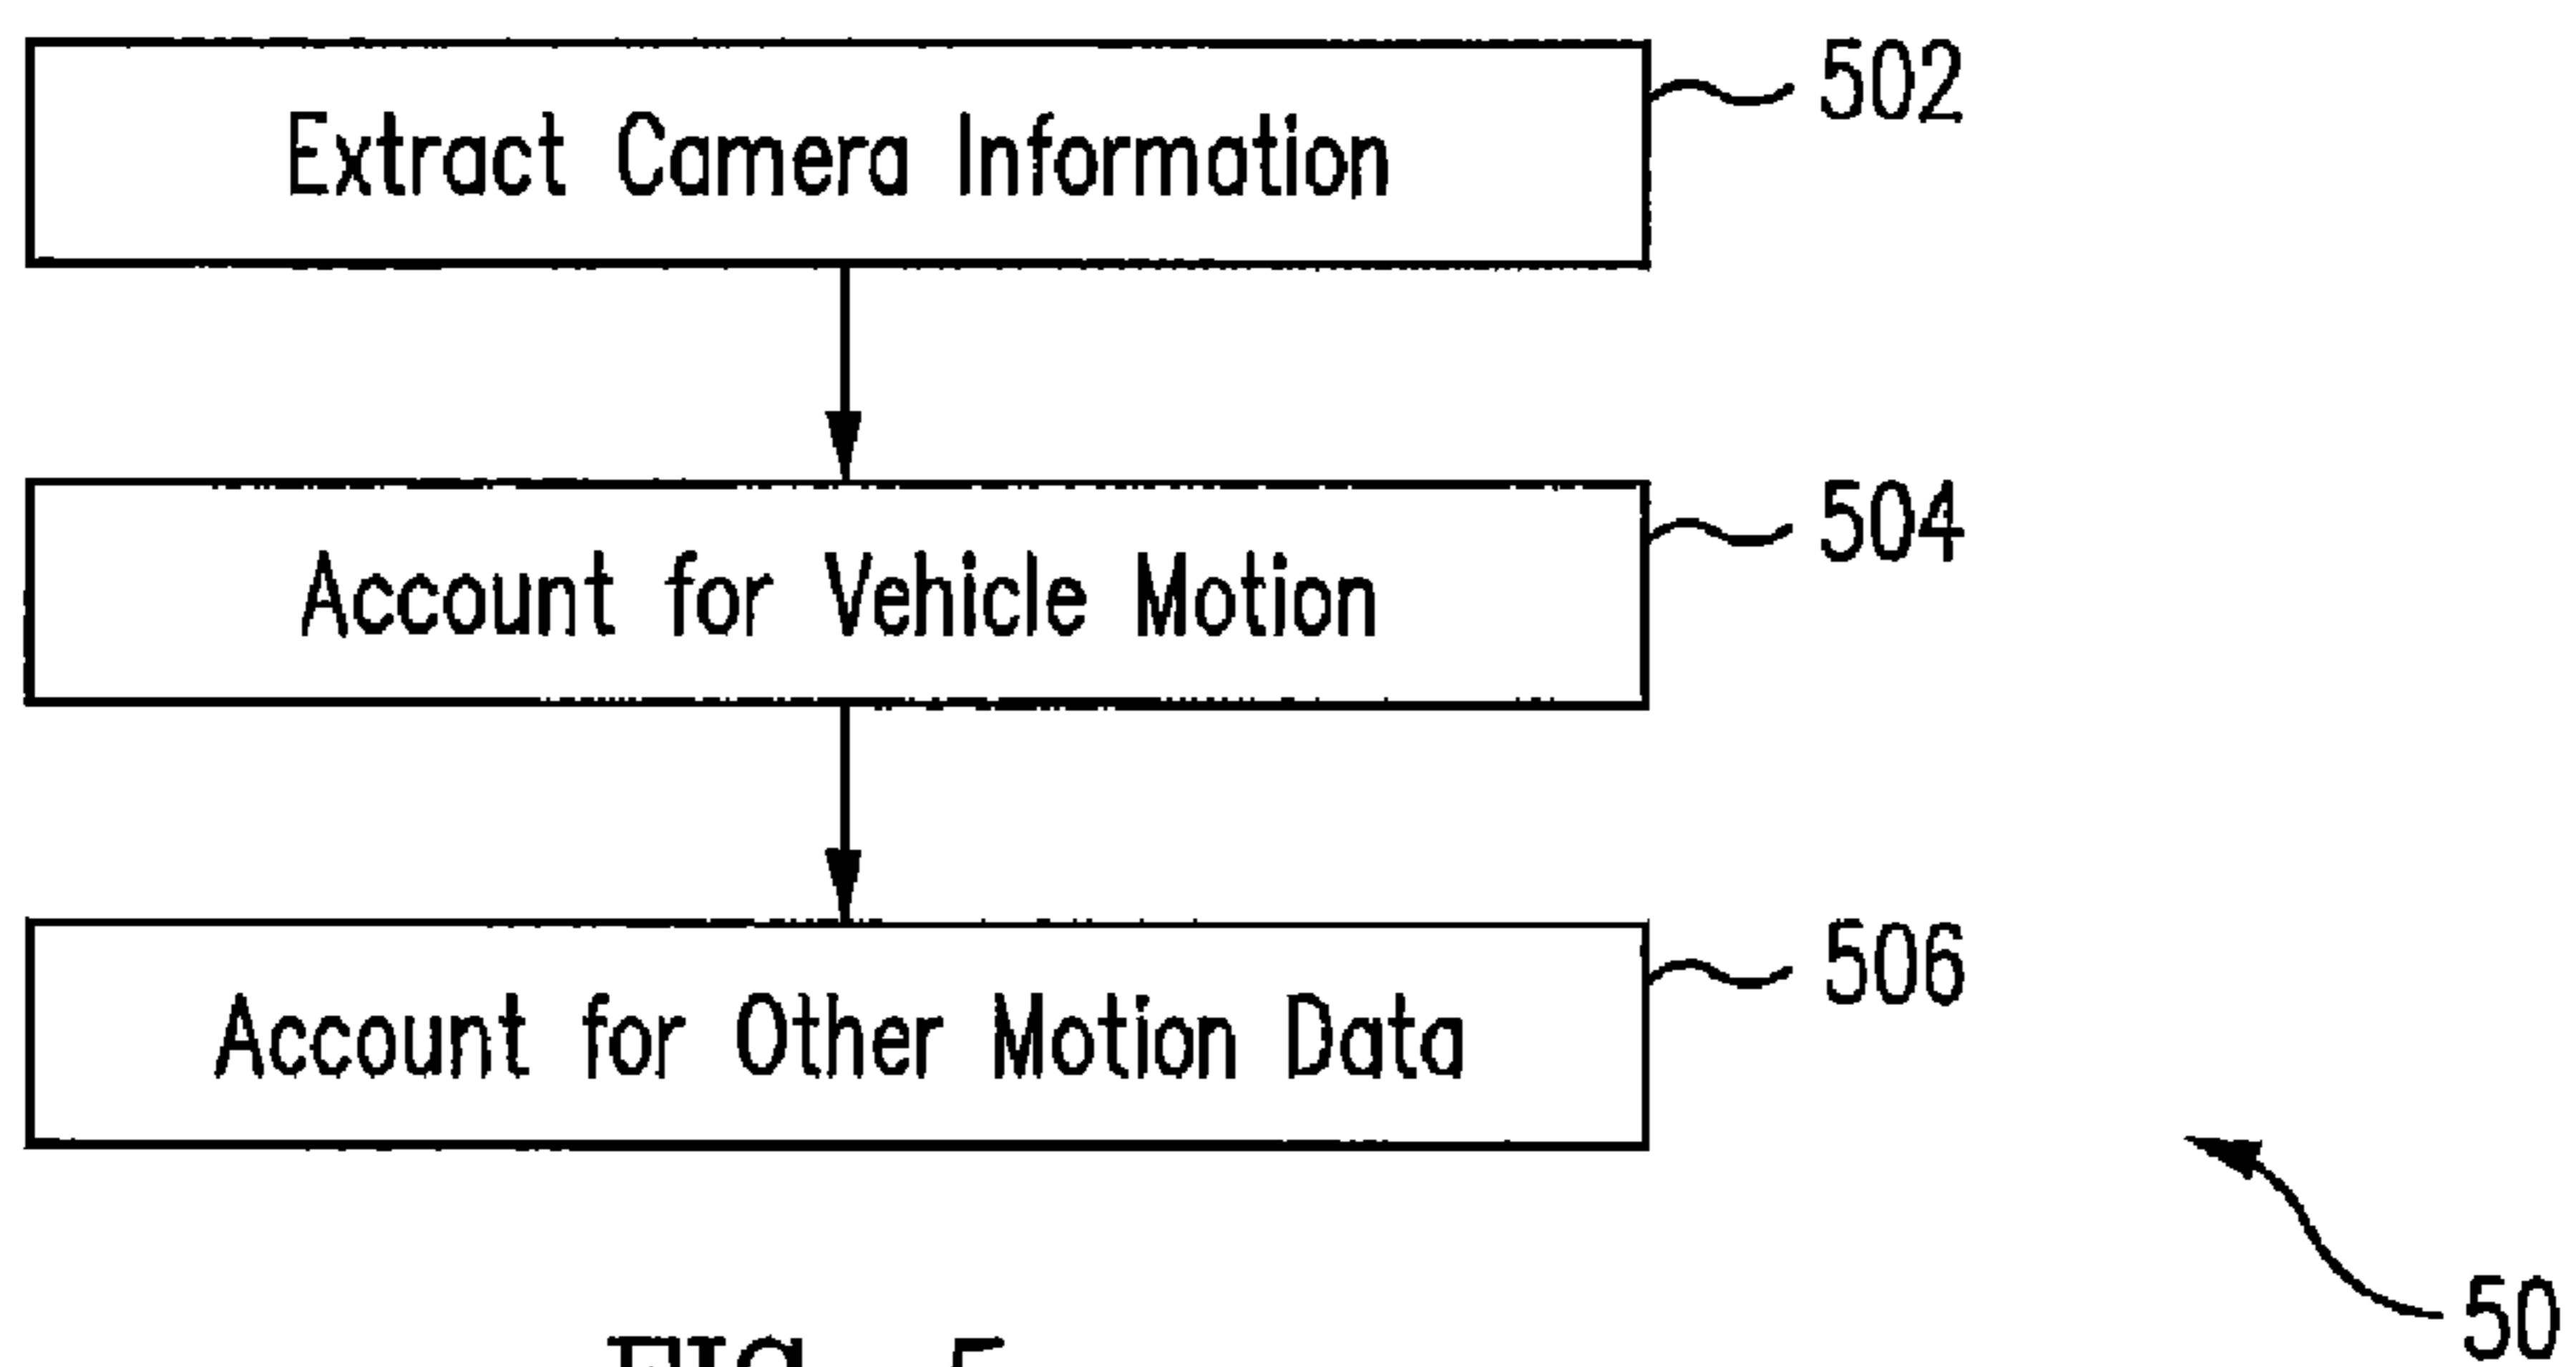 Extract Camera Information
502
Account for Vehicle Motion
504
Account for Other Motion Data
506
50